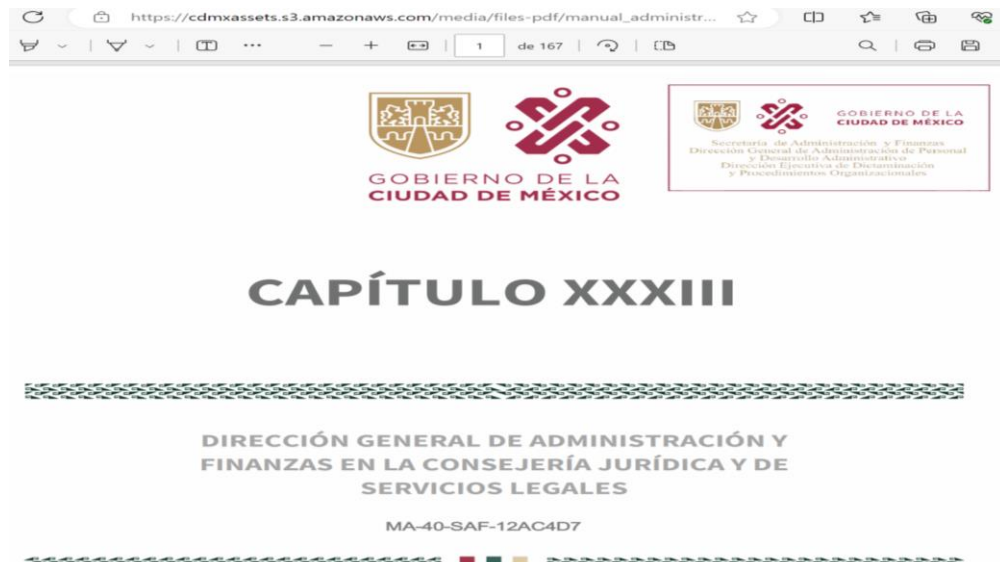 https://cdmxassets.s3.amazonaws.com/media/files-pdf/manual_administr...
1 de 167
GOBIERNO DE LA
CIUDAD DE MÉXICO
GOBIERNO DE LA
CIUDAD DE MÉXICO
Secretaría de Administración y Finanzas
Dirección General de Administración de Personal
y Desarrollo Administrativo
Dirección Ejecutiva de Dictaminación
y Procedimientos Organizacionales
CAPÍTULO XXXIII
DIRECCIÓN GENERAL DE ADMINISTRACIÓN Y
FINANZAS EN LA CONSEJERÍA JURÍDICA Y DE
SERVICIOS LEGALES
MA-40-SAF-12AC4D7